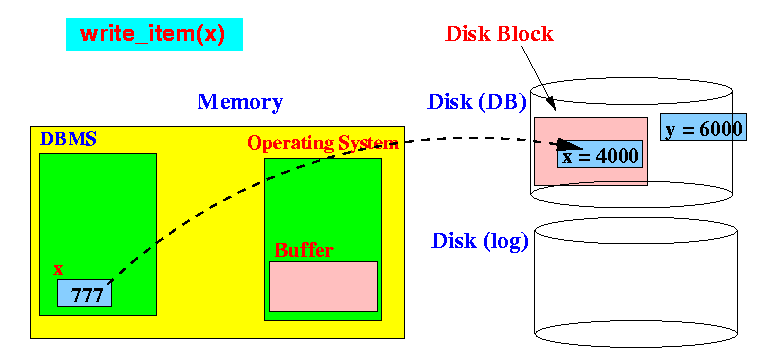 write_item(x)
Disk Block
Memory
Disk (DB)
DBMS
Operating System
y = 6000
x = 4000
Disk (log)
Buffer
x
777